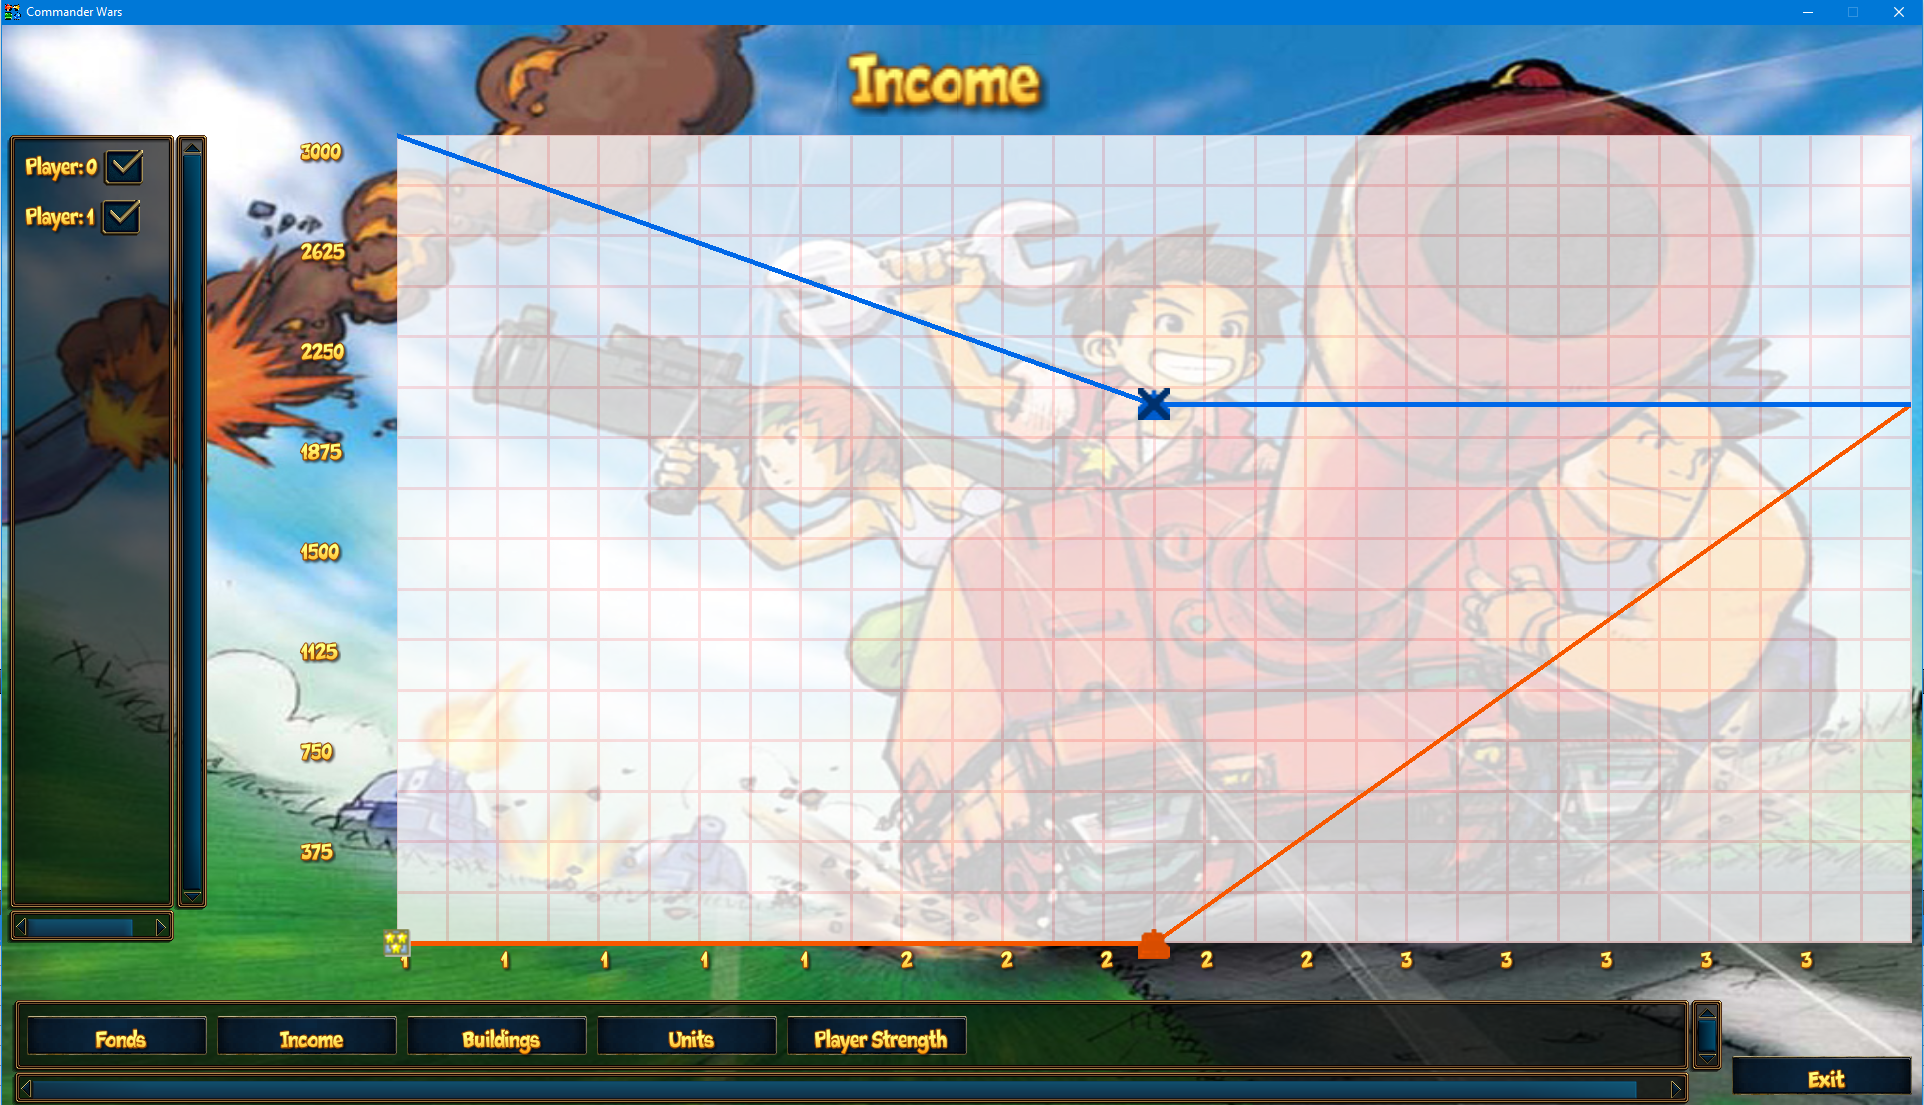 Commander Wars
Income
Player: 0
Player: 1
3000
2625
2250
1875
1500
1125
750
375
1 1 1 1 1 2 2 2 2 2 3 3 3 3 3
Fonds Income Buildings Units Player Strength
Exit